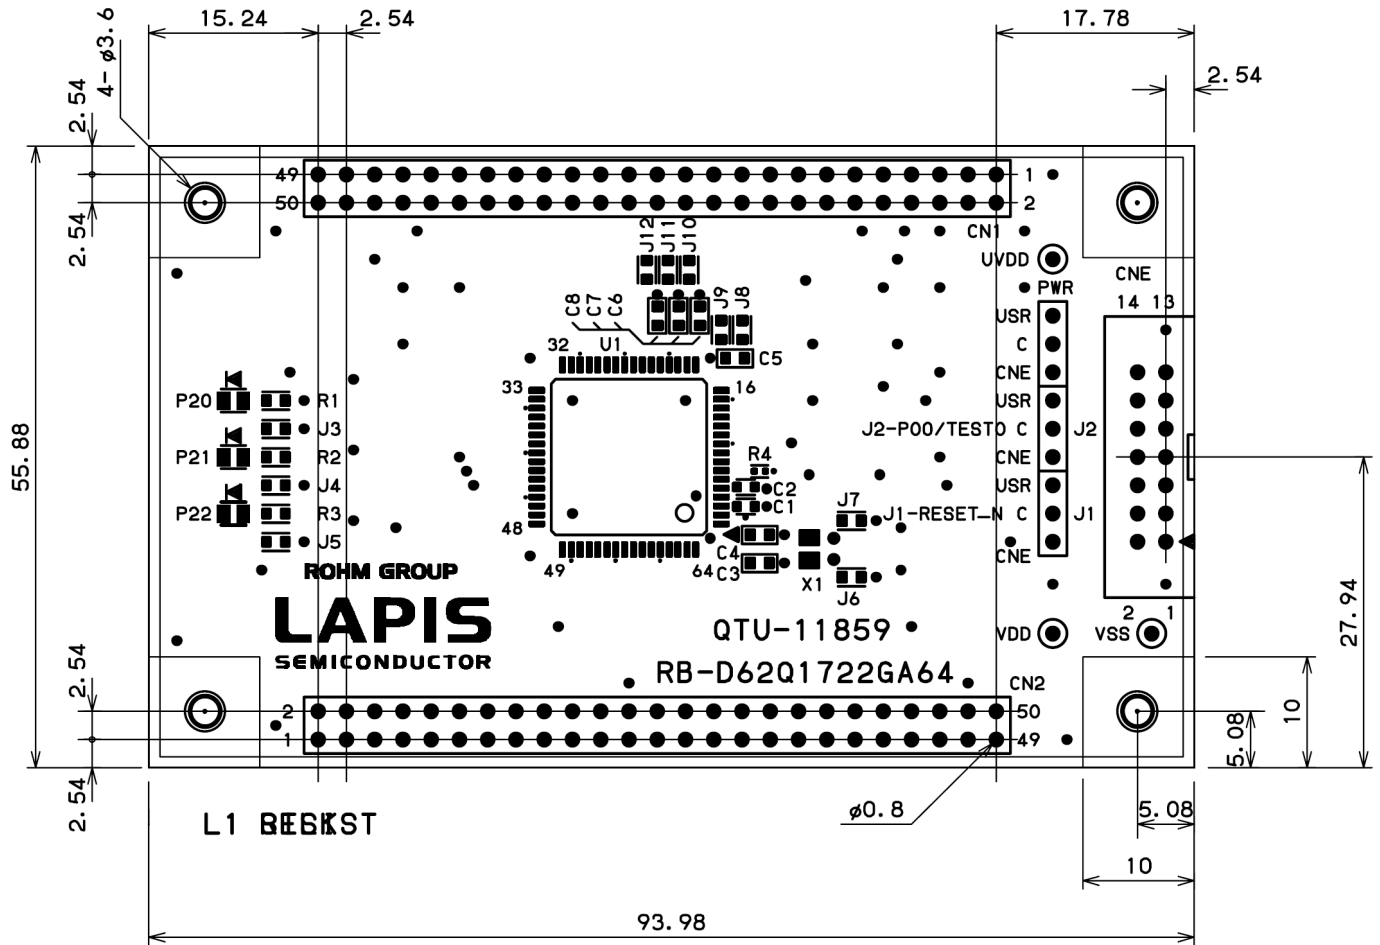 15.24
2.54
17.78
4-ø3.6
2.54
2.54
49
1
50
2
2.54
J12
J11
J10
CN1
UVDD
CNE
PWR
C8
C7
C6
J9
J8
14 13
USR
32
U1
C
C5
33
16
CNE
P20
R1
USR
J3
J2-P00/TEST0 C
J2
55.88
P21
R2
R4
CNE
J4
C2
USR
P22
R3
C1
J7
J1-RESET_N C
J1
48
J5
C4
CNE
49
64
C3
X1
J6
ROHM GROUP
LAPIS
SEMICONDUCTOR
2
1
27.94
QTU-11859
VDD
VSS
RB-D62Q1722GA64
2.54
CN2
2
50
1
49
10
5.08
2.54
L1
ø0.8
5.08
10
93.98